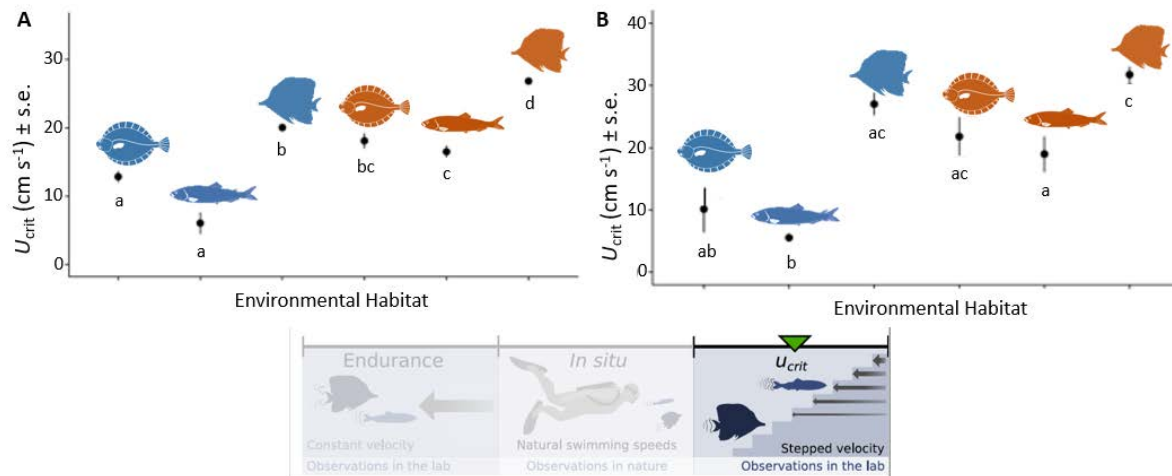 A
U_crit (cm s⁻¹) ± s.e.
30
20
10
0
a
a
b
bc
c
d
Environmental Habitat
B
U_crit (cm s⁻¹) ± s.e.
40
30
20
10
0
ab
b
ac
ac
a
c
Environmental Habitat
Endurance
Constant velocity
Observations in the lab
In situ
Natural swimming speeds
Observations in nature
u_crit
Stepped velocity
Observations in the lab